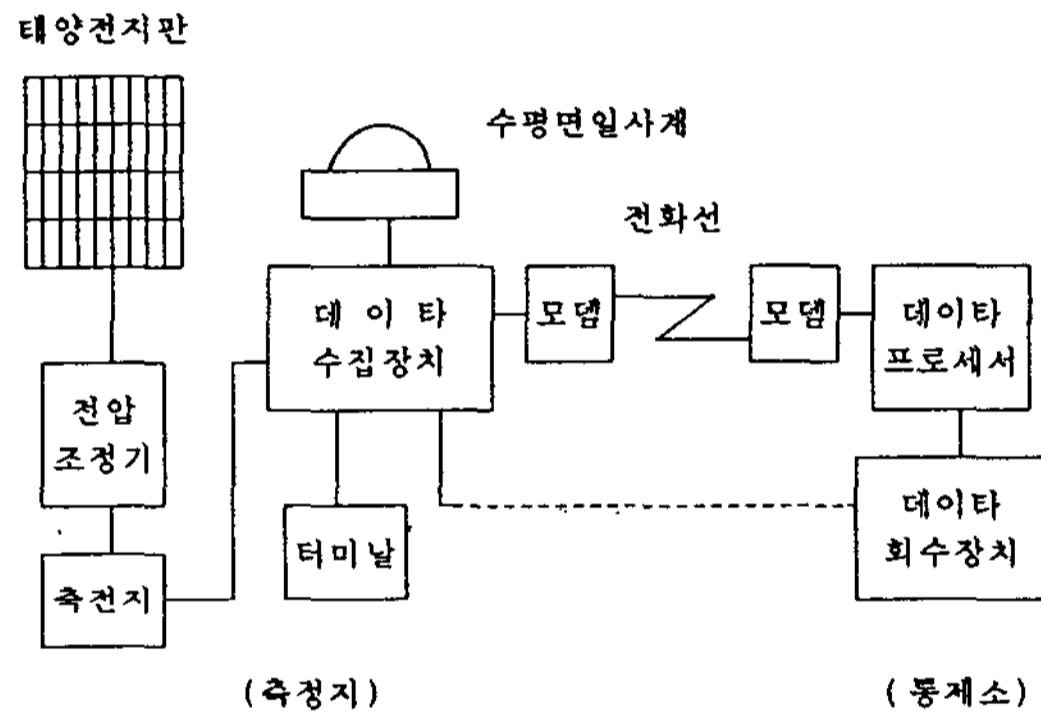 태양전지판
수평면일사계
전화선
데 이 타
수집장치
모뎀
모뎀
데이타
프로세서
전압
조정기
터미날
데이타
회수장치
축전지
(측정지)
(통제소)